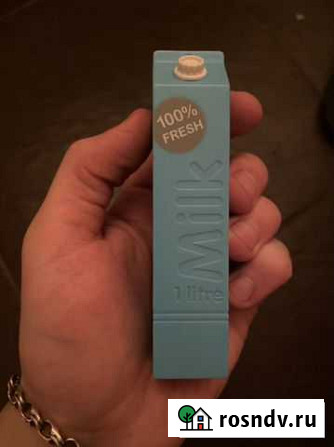 100%
FRESH
Milk
1 litre
rosndv.ru